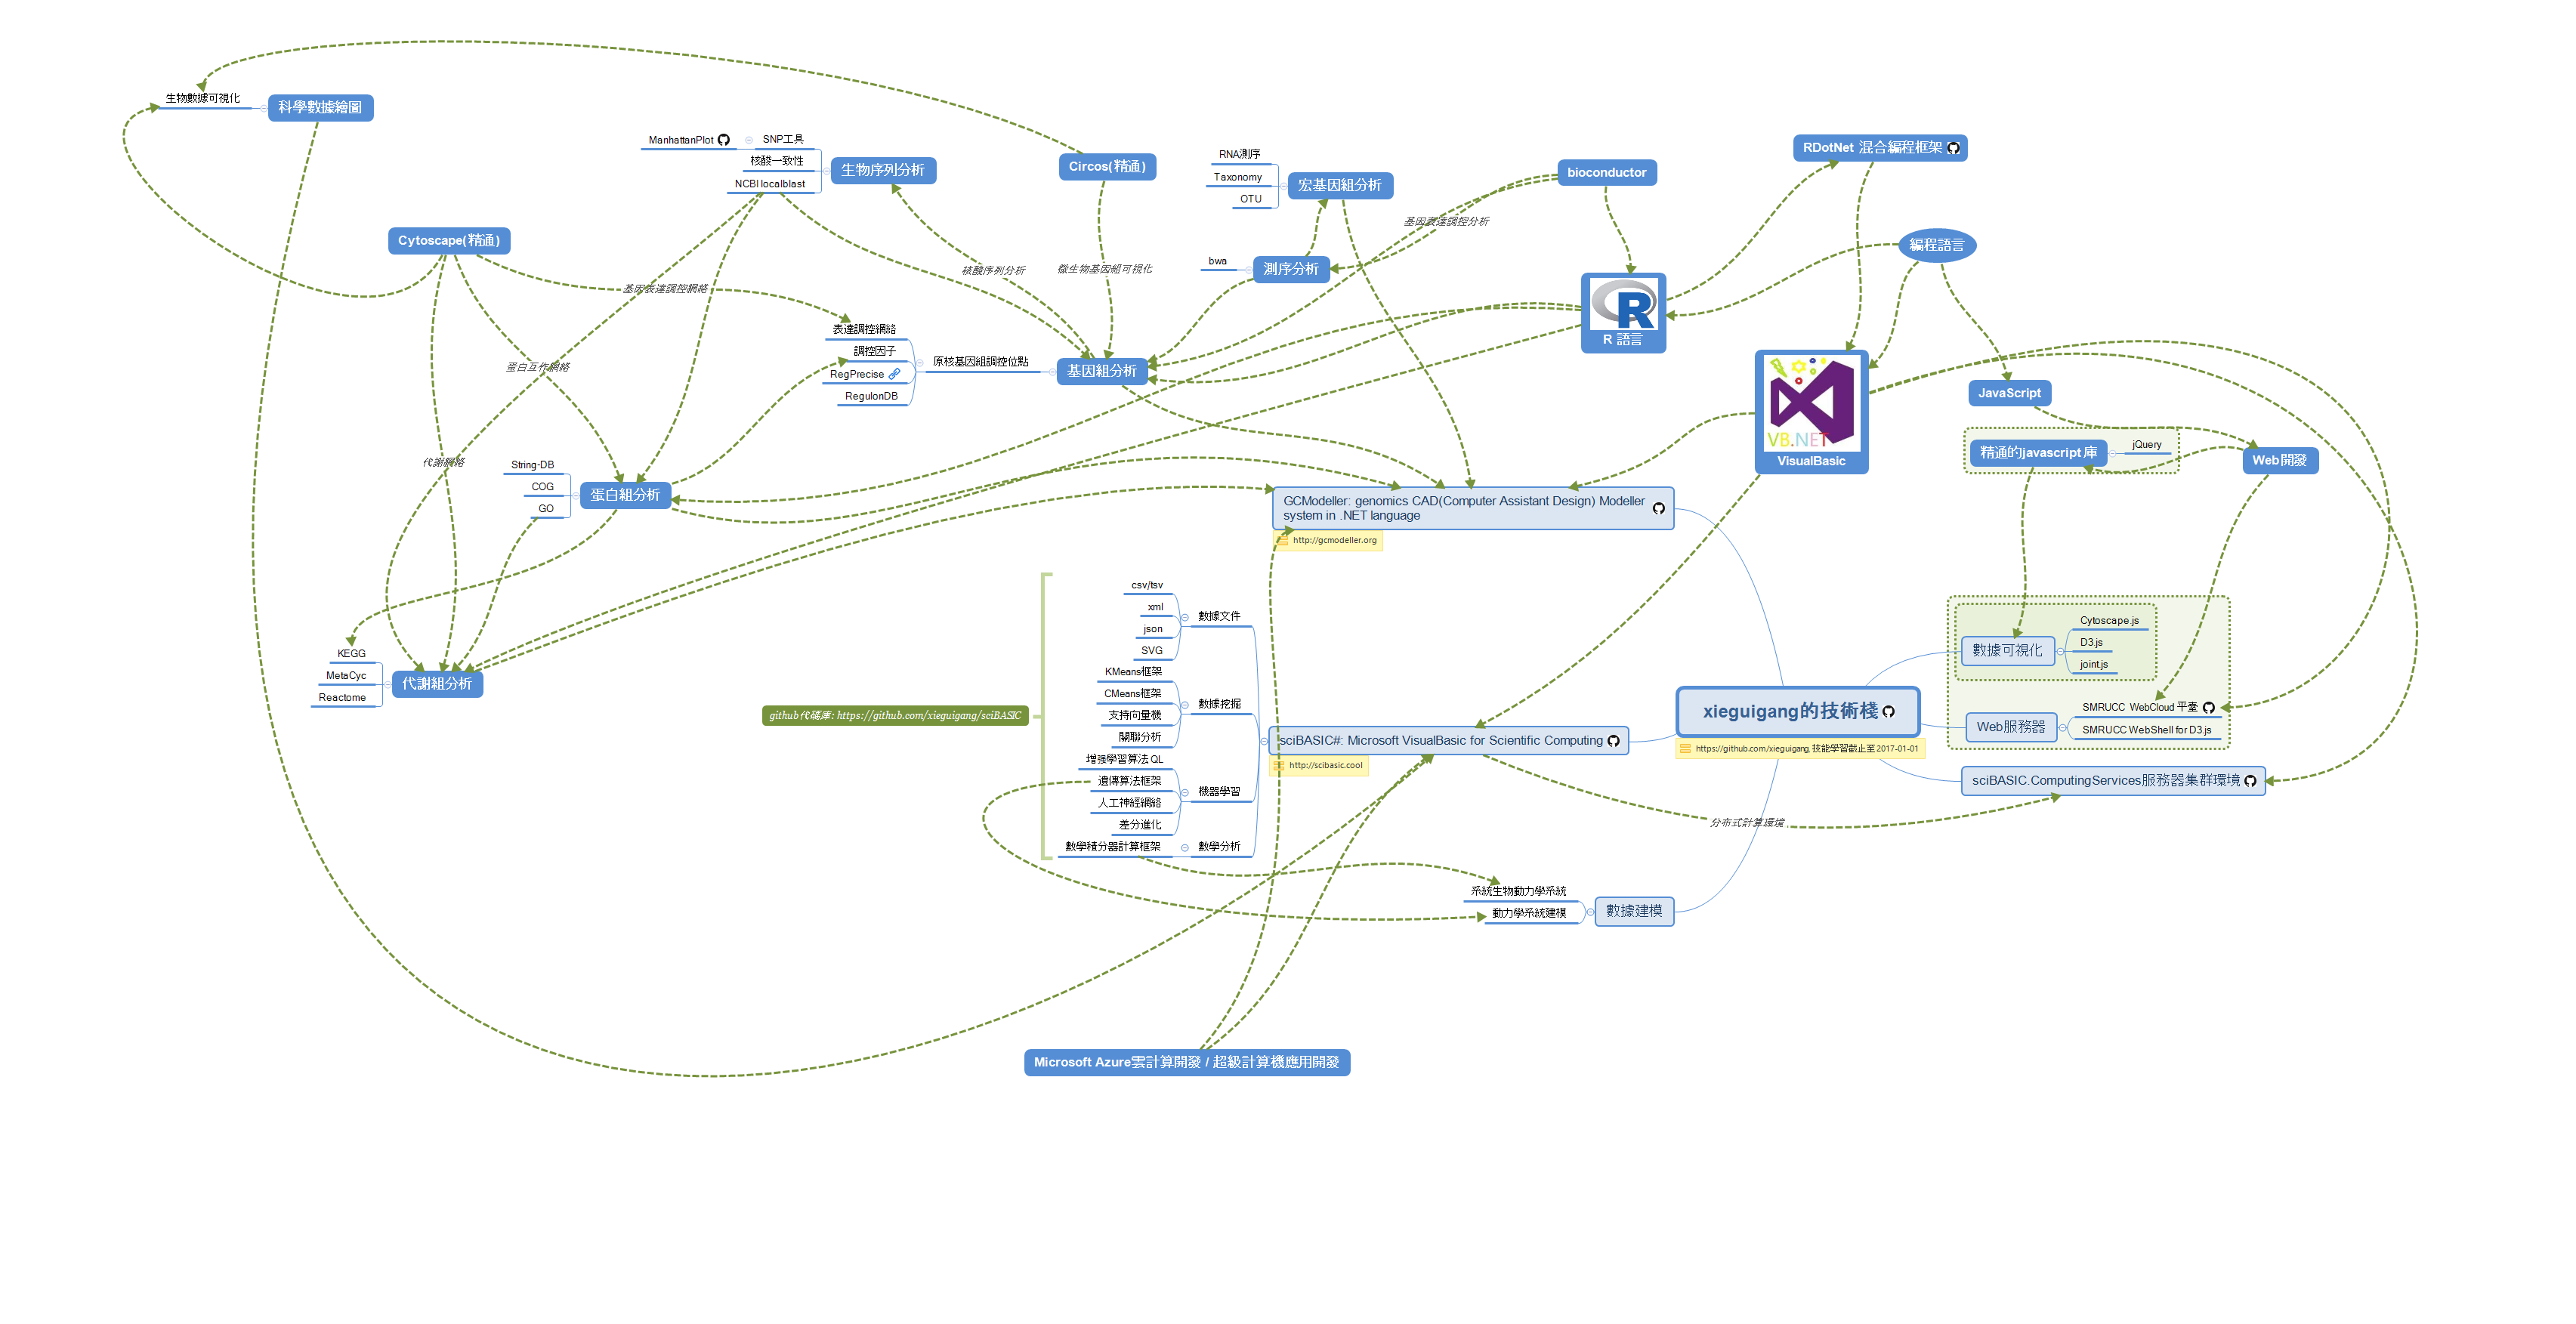 生物數據可視化
科學數據繪圖
ManhattanPlot
SNP工具
核酸一致性
NCBI localblast
生物序列分析
Circos(精通)
RNA測序
Taxonomy
OTU
宏基因組分析
bioconductor
RDotNet 混合編程框架
基因表達調控分析
Cytoscape(精通)
編程語言
核酸序列分析
微生物基因組可視化
bwa
測序分析
基因表達調控網絡
R 語言
表達調控網絡
調控因子
RegPrecise
RegulonDB
原核基因組調控位點
基因組分析
蛋白互作網絡
VB.NET
VisualBasic
JavaScript
精通的javascript 庫
jQuery
Web開發
代謝網絡
String-DB
COG
GO
蛋白組分析
GCModeller: genomics CAD(Computer Assistant Design) Modeller
system in .NET language
http://gcmodeller.org
csv/tsv
xml
json
SVG
數據文件
KMeans框架
CMeans框架
支持向量機
關聯分析
數據挖掘
增强學習算法 QL
遺傳算法框架
人工神經網絡
差分進化
機器學習
數學積分器計算框架
數學分析
github代碼庫: https://github.com/xieguigang/sciBASIC
KEGG
MetaCyc
Reactome
代謝組分析
sciBASIC#: Microsoft VisualBasic for Scientific Computing
http://scibasic.cool
xieguigang的技術棧
https://github.com/xieguigang, 技能學習截止至 2017-01-01
數據可視化
Cytoscape.js
D3.js
joint.js
Web服務器
SMRUCC WebCloud 平臺
SMRUCC WebShell for D3.js
sciBASIC.ComputingServices服務器集群環境
分布式計算環境
系統生物動力學系統
動力學系統建模
數據建模
Microsoft Azure雲計算開發 / 超級計算機應用開發